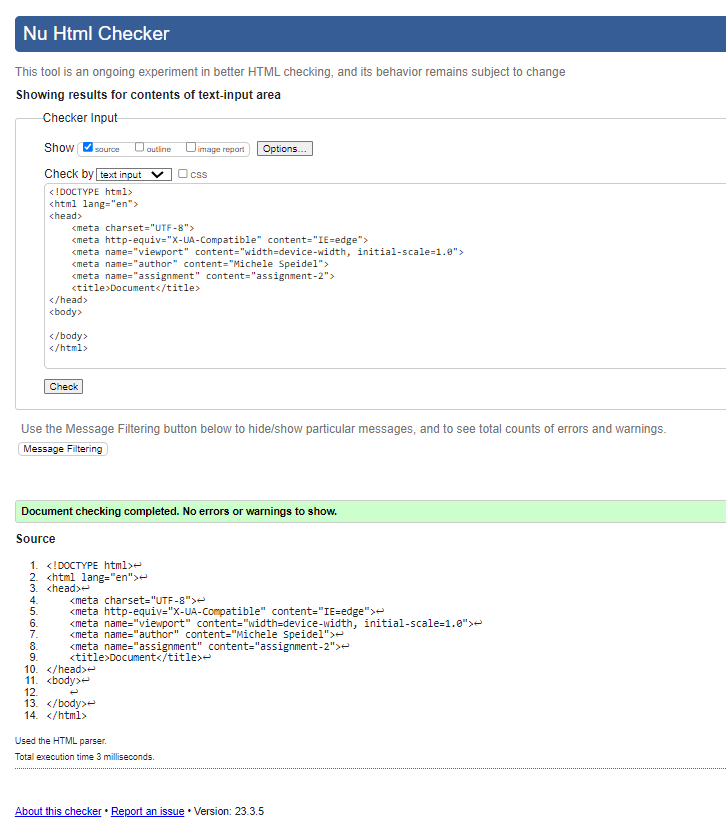 Nu Html Checker
This tool is an ongoing experiment in better HTML checking, and its behavior remains subject to change
Showing results for contents of text-input area
Checker Input
Show source outline image report Options...
Check by text input css
<!DOCTYPE html>
<html lang="en">
<head>
    <meta charset="UTF-8">
    <meta http-equiv="X-UA-Compatible" content="IE=edge">
    <meta name="viewport" content="width=device-width, initial-scale=1.0">
    <meta name="author" content="Michele Speidel">
    <meta name="assignment" content="assignment-2">
    <title>Document</title>
</head>
<body>
</body>
</html>
Check
Use the Message Filtering button below to hide/show particular messages, and to see total counts of errors and warnings.
Message Filtering
Document checking completed. No errors or warnings to show.
Source
1. <!DOCTYPE html>↩
2. <html lang="en">↩
3. <head>↩
4.     <meta charset="UTF-8">↩
5.     <meta http-equiv="X-UA-Compatible" content="IE=edge">↩
6.     <meta name="viewport" content="width=device-width, initial-scale=1.0">↩
7.     <meta name="author" content="Michele Speidel">↩
8.     <meta name="assignment" content="assignment-2">↩
9.     <title>Document</title>↩
10. </head>↩
11. <body>↩
12.     ↩
13. </body>↩
14. </html>
Used the HTML parser.
Total execution time 3 milliseconds.
About this checker • Report an issue • Version: 23.3.5